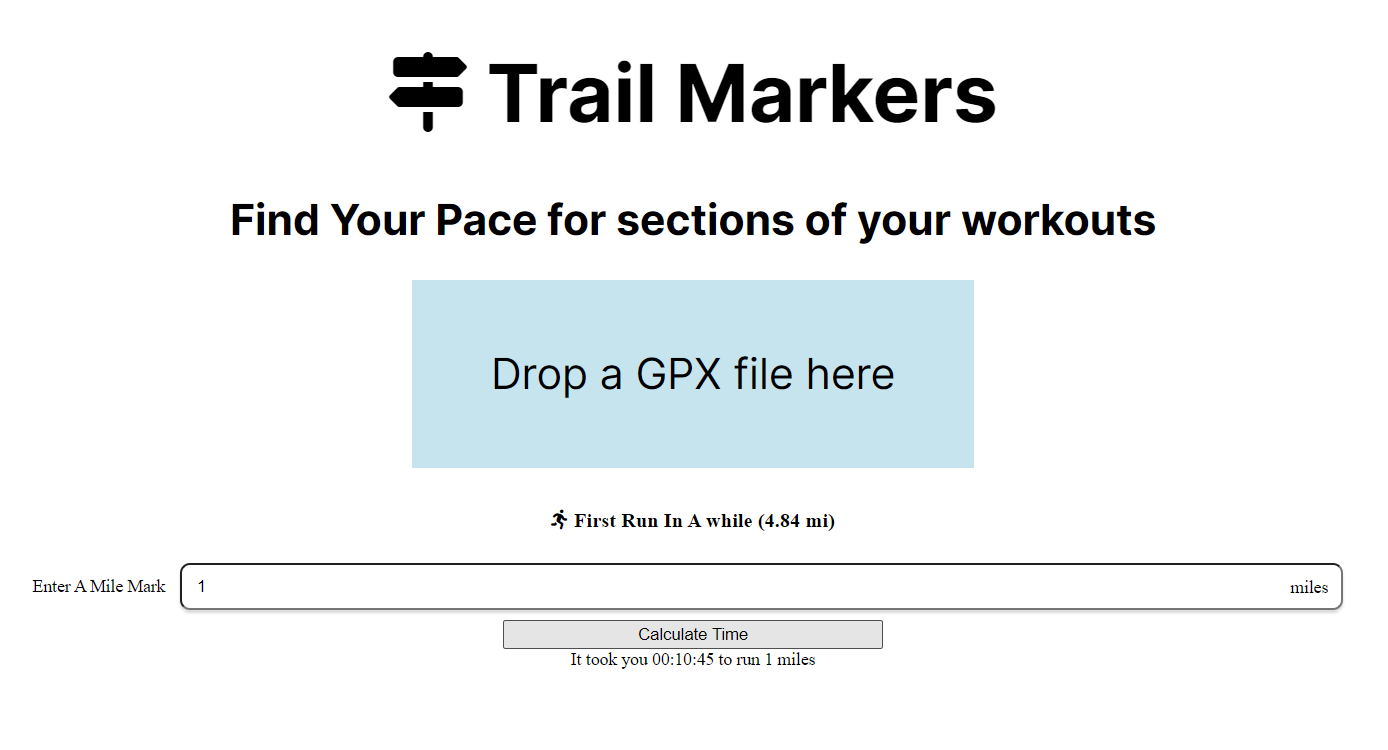 Trail Markers
Find Your Pace for sections of your workouts
Drop a GPX file here
First Run In A while (4.84 mi)
Enter A Mile Mark 1 miles
Calculate Time
It took you 00:10:45 to run 1 miles